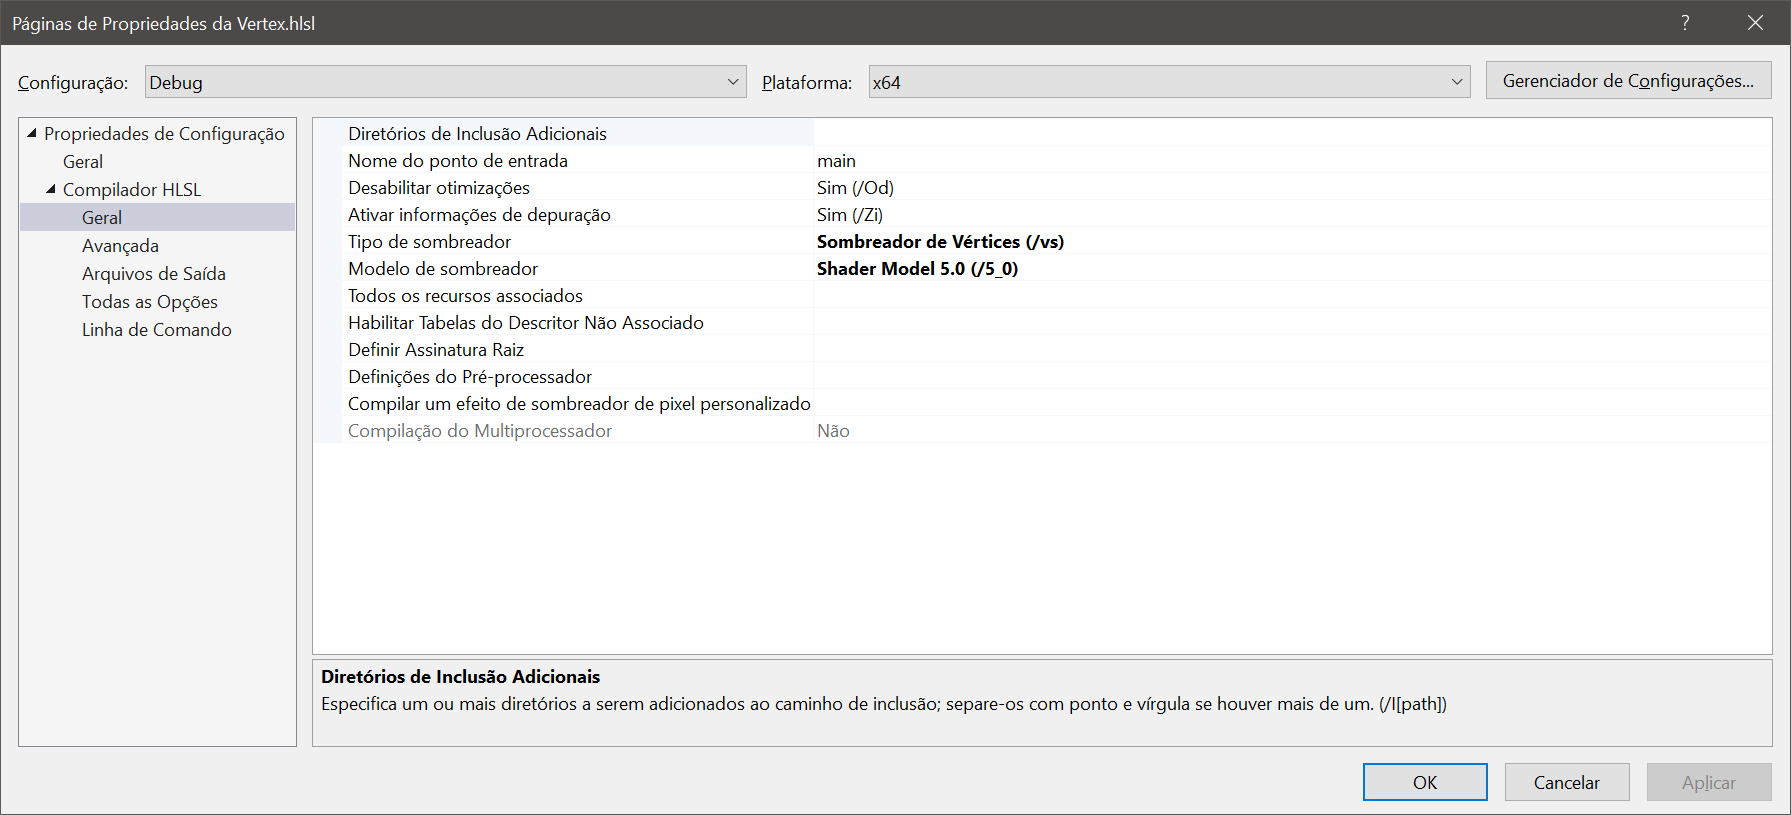 Páginas de Propriedades da Vertex.hlsl
?
Configuração: Debug Plataforma: x64 Gerenciador de Configurações...
Propriedades de Configuração
Geral
Compilador HLSL
Geral
Avançada
Arquivos de Saída
Todas as Opções
Linha de Comando
Diretórios de Inclusão Adicionais
Nome do ponto de entrada main
Desabilitar otimizações Sim (/Od)
Ativar informações de depuração Sim (/Zi)
Tipo de sombreador Sombreador de Vértices (/vs)
Modelo de sombreador Shader Model 5.0 (/5_0)
Todos os recursos associados
Habilitar Tabelas do Descritor Não Associado
Definir Assinatura Raiz
Definições do Pré-processador
Compilar um efeito de sombreador de pixel personalizado
Compilação do Multiprocessador Não
Diretórios de Inclusão Adicionais
Especifica um ou mais diretórios a serem adicionados ao caminho de inclusão; separe-os com ponto e vírgula se houver mais de um. (/I[path])
OK Cancelar Aplicar